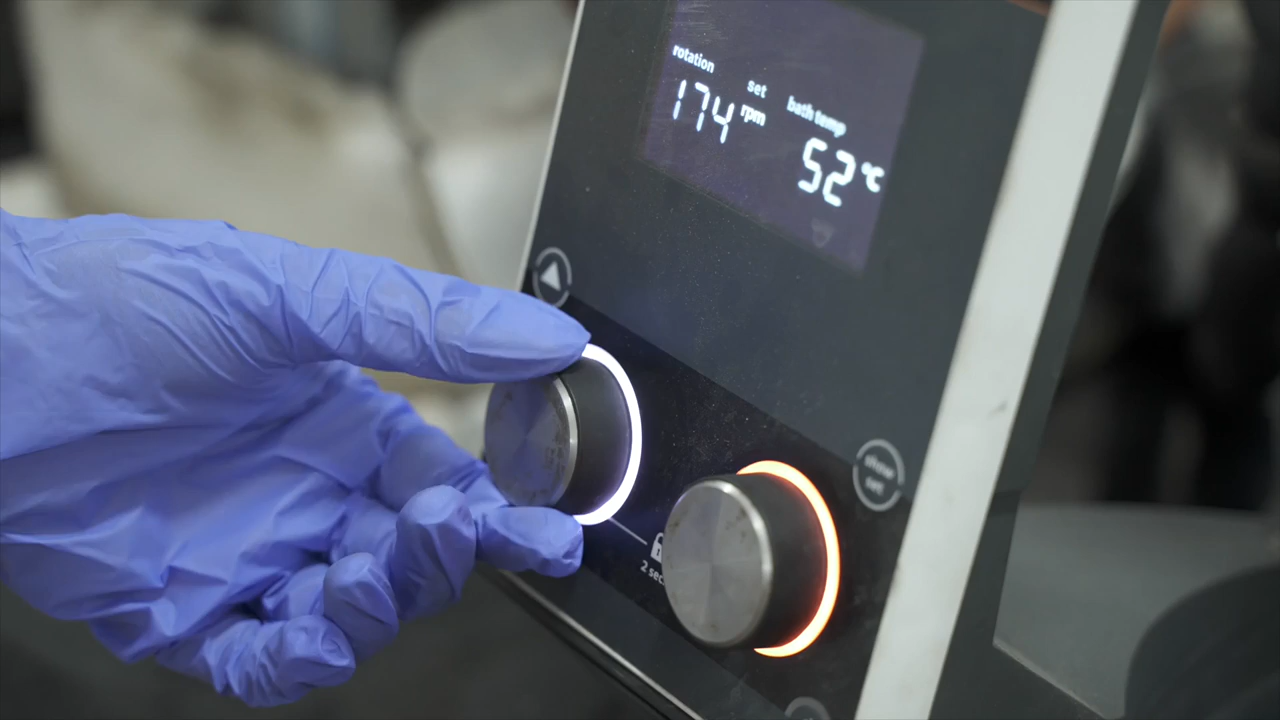 rotation
set
bath temp
174 rpm
52 °C
show
set
2 sec